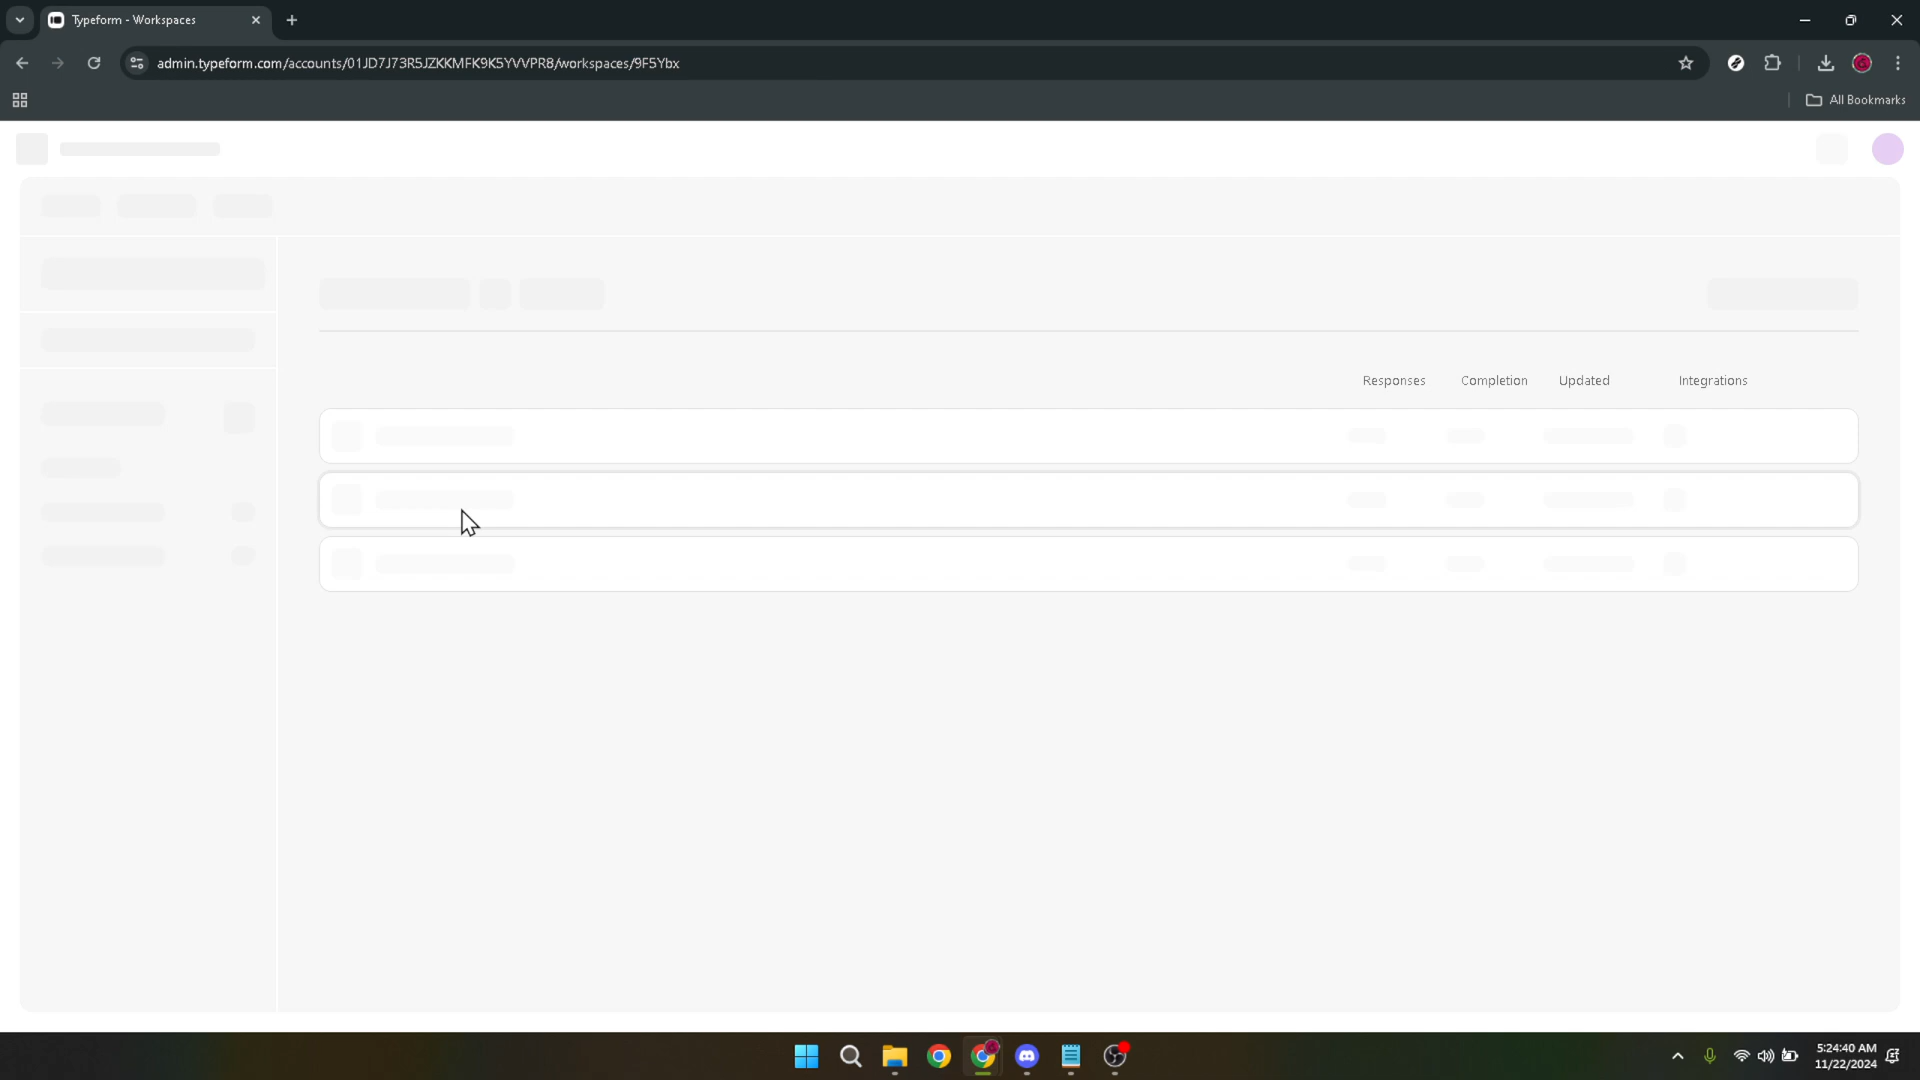 Typeform - Workspaces
admin.typeform.com/accounts/01JD7J73R5JZKKMFK9K5YVVPR8/workspaces/9F5Ybx
All Bookmarks
Responses Completion Updated Integrations
5:24:40 AM
11/22/2024